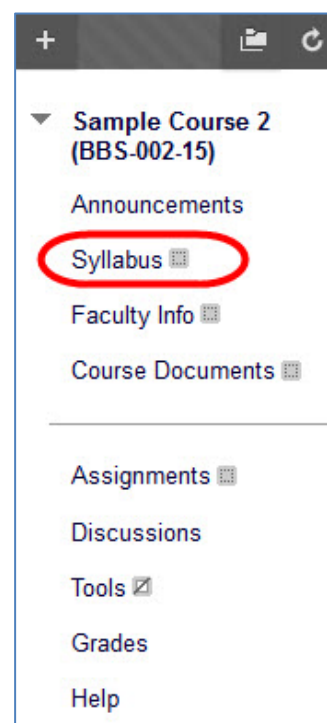 Sample Course 2
(BBS-002-15)
Announcements
Syllabus
Faculty Info
Course Documents
Assignments
Discussions
Tools
Grades
Help